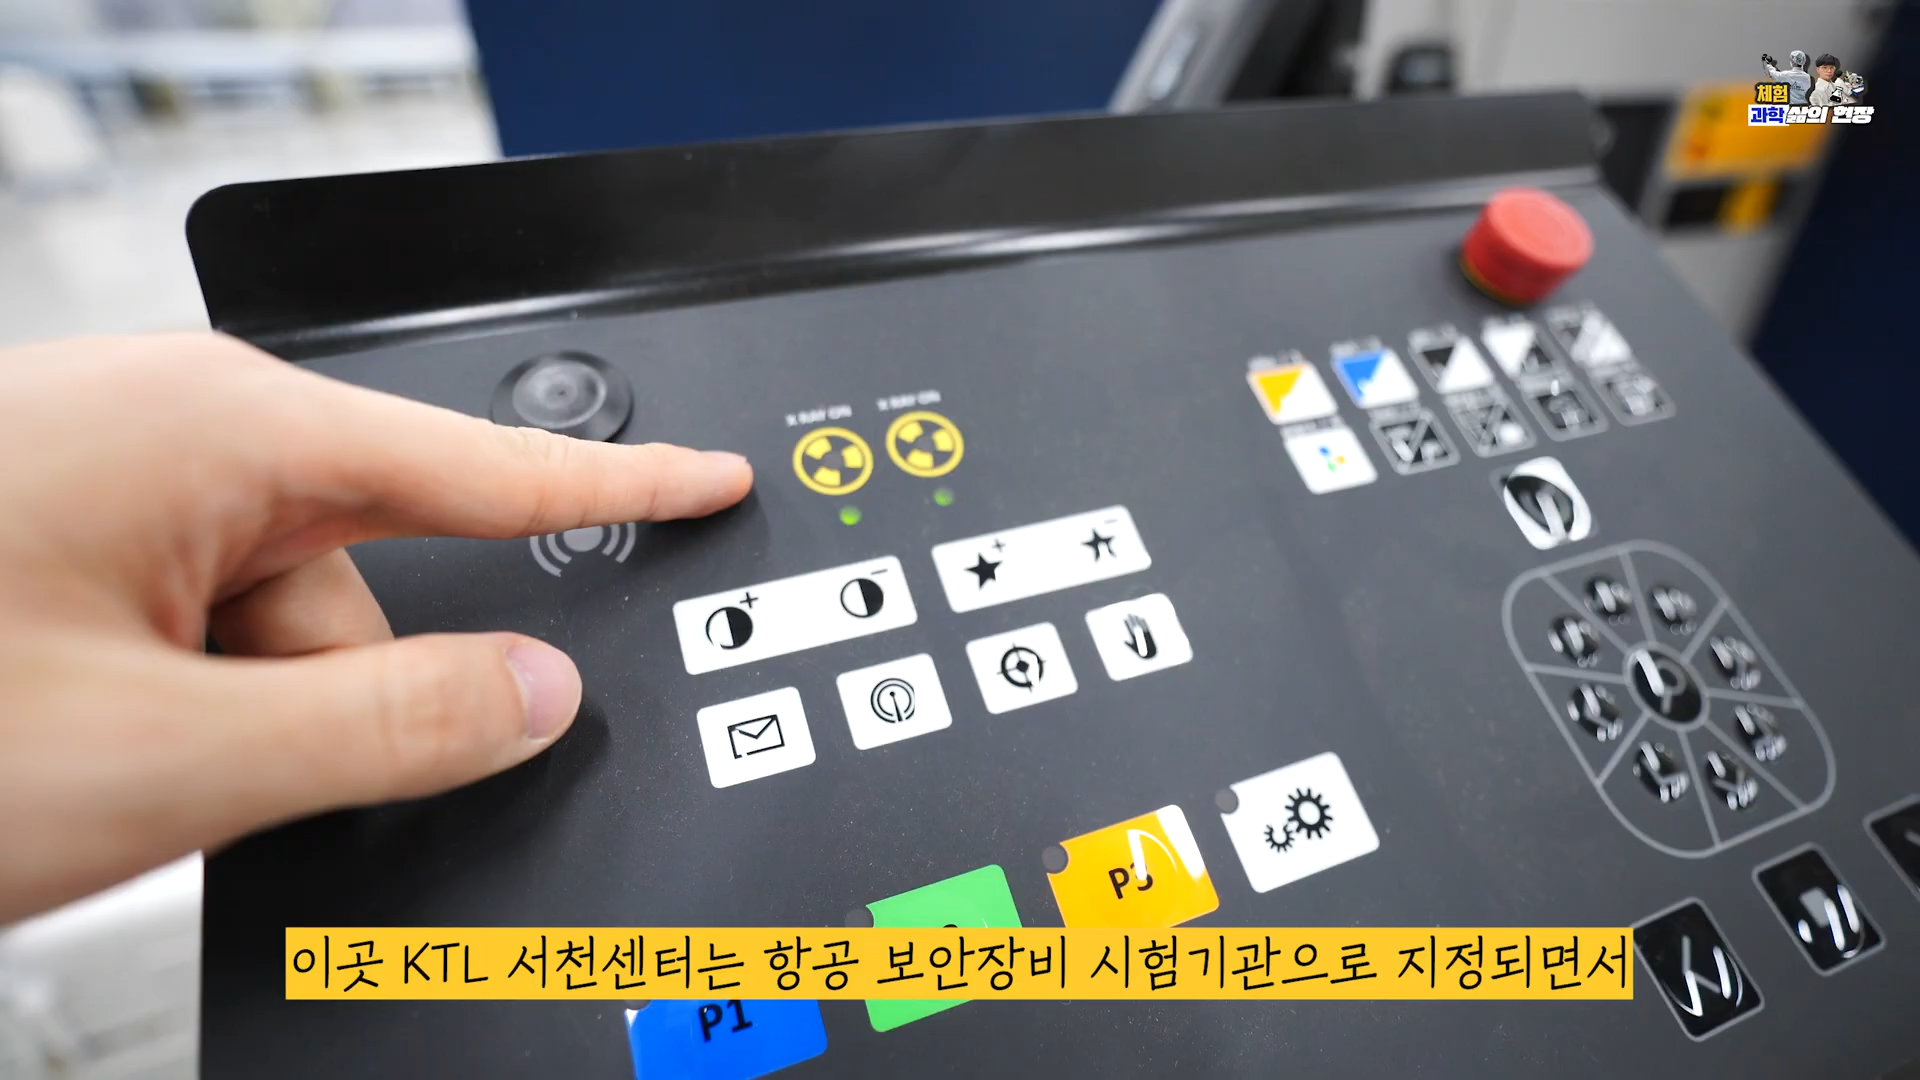 체험
과학 삶의 현장
X RAY ON
X RAY ON
P3
이곳 KTL 서천센터는 항공 보안장비 시험기관으로 지정되면서
P1